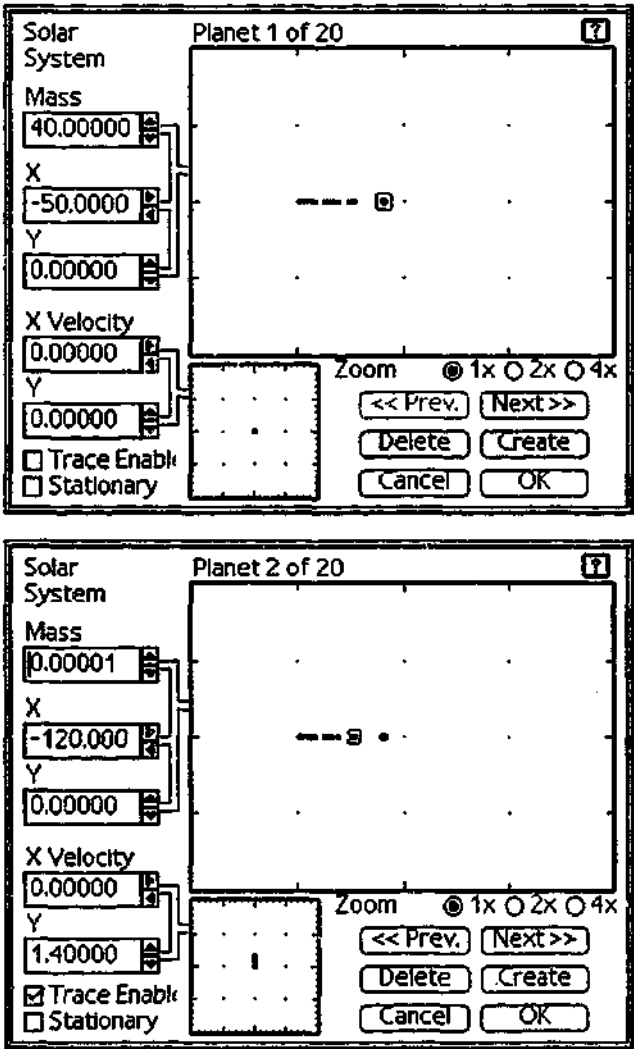 Solar System
Planet 1 of 20
?
Mass
40.00000
X
-50.0000
Y
0.00000
X Velocity
0.00000
Y
0.00000
Trace Enabl
Stationary
Zoom 1x 2x 4x
<< Prev. Next >>
Delete Create
Cancel OK
Solar System
Planet 2 of 20
?
Mass
0.00001
X
-120.000
Y
0.00000
X Velocity
0.00000
Y
1.40000
Trace Enabl
Stationary
Zoom 1x 2x 4x
<< Prev. Next >>
Delete Create
Cancel OK